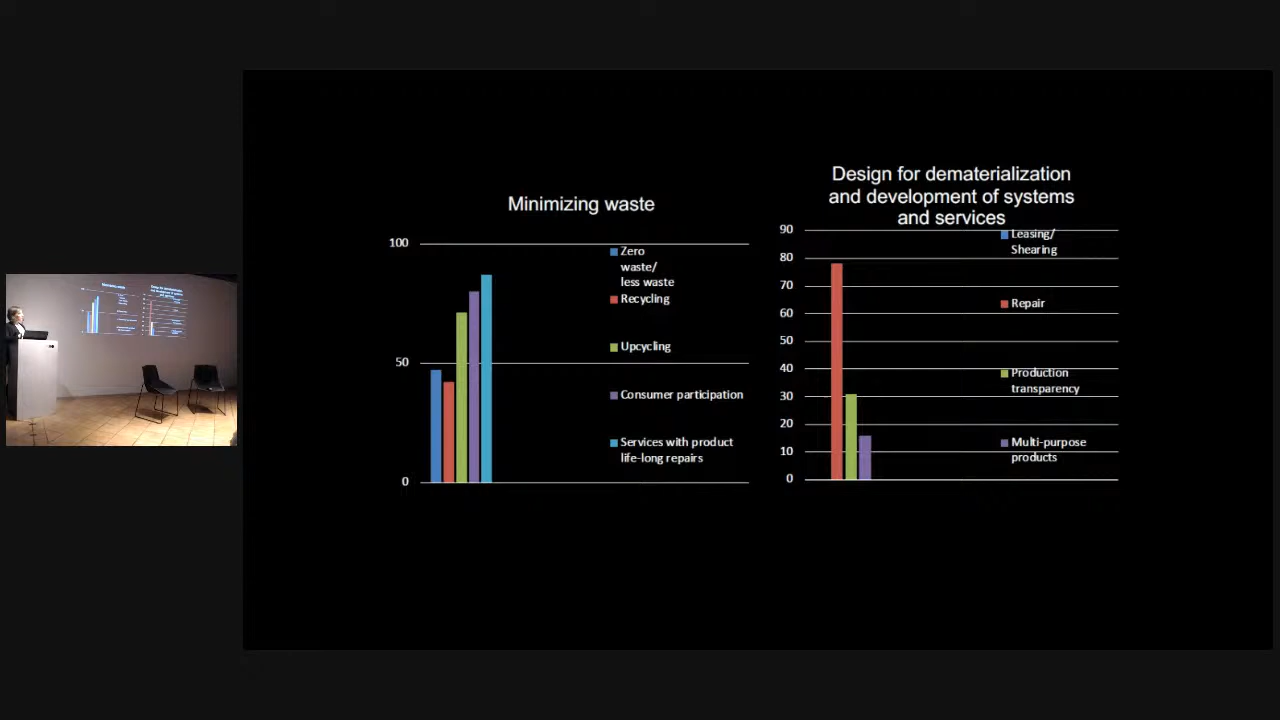 Minimizing waste
100
50
0
Zero
waste/
less waste
Recycling
Upcycling
Consumer participation
Services with product
life-long repairs
Design for dematerialization
and development of systems
and services
90
80
70
60
50
40
30
20
10
0
Leasing/
Shearing
Repair
Production
transparency
Multi-purpose
products